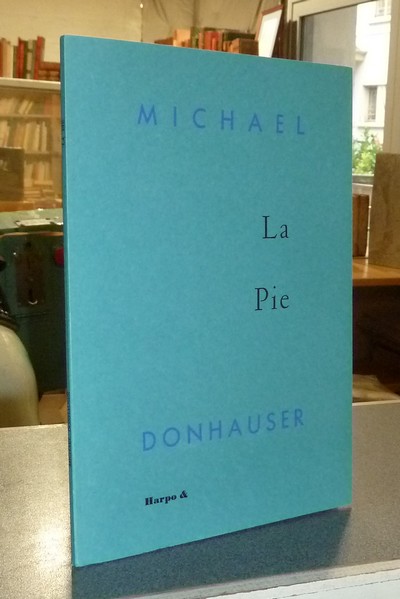 MICHAEL
La
Pie
DONHAUSER
Harpo &